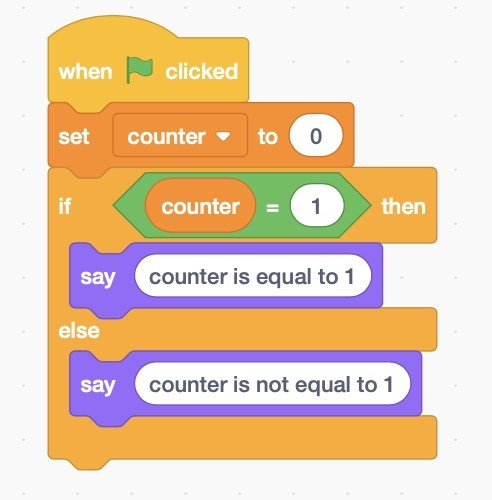 when clicked
set counter to 0
if counter = 1 then
say counter is equal to 1
else
say counter is not equal to 1